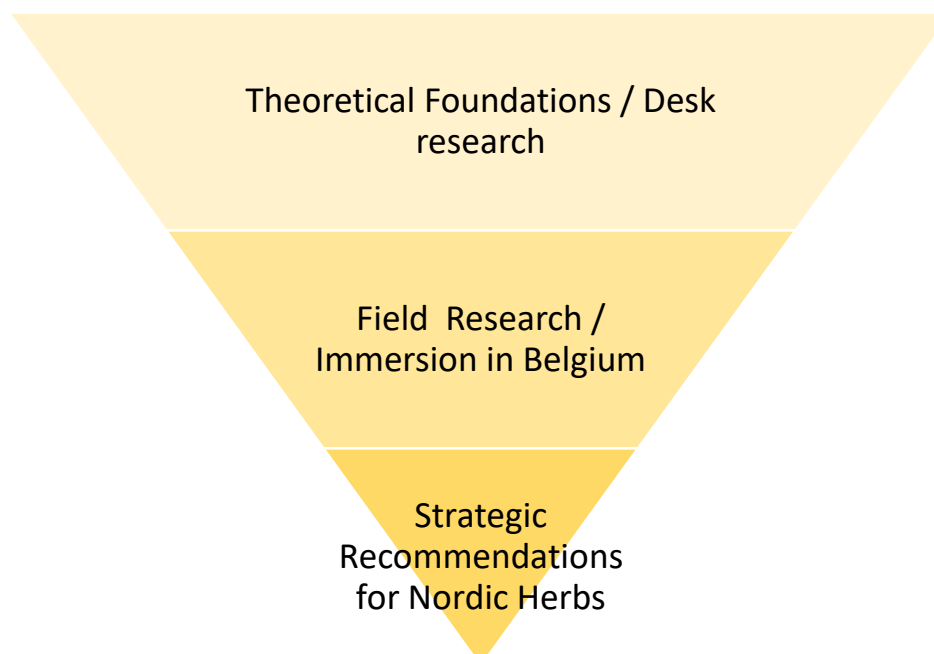 Theoretical Foundations / Desk
research
Field  Research /
Immersion in Belgium
Strategic
Recommendations
for Nordic Herbs